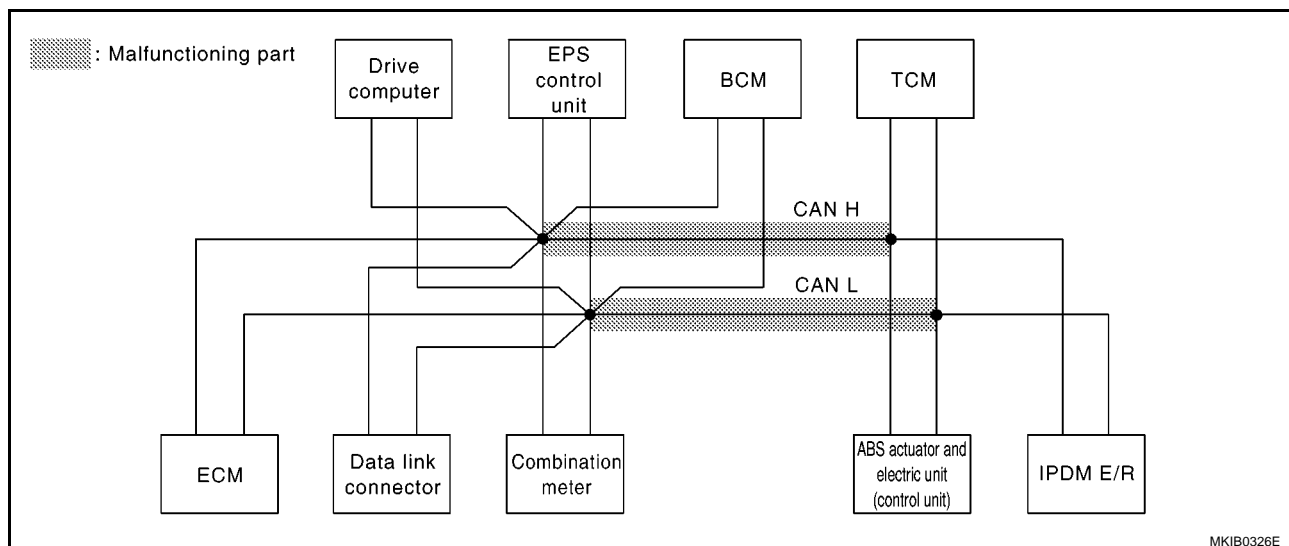 : Malfunctioning part
Drive
computer
EPS
control
unit
BCM
TCM
CAN H
CAN L
ECM
Data link
connector
Combination
meter
ABS actuator and
electric unit
(control unit)
IPDM E/R
MKIB0326E